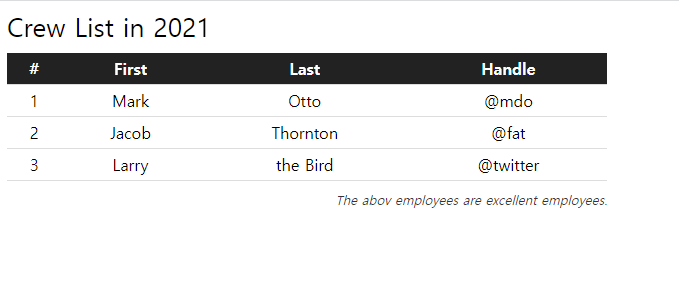 Crew List in 2021
# First Last Handle
1 Mark Otto @mdo
2 Jacob Thornton @fat
3 Larry the Bird @twitter
The abov employees are excellent employees.